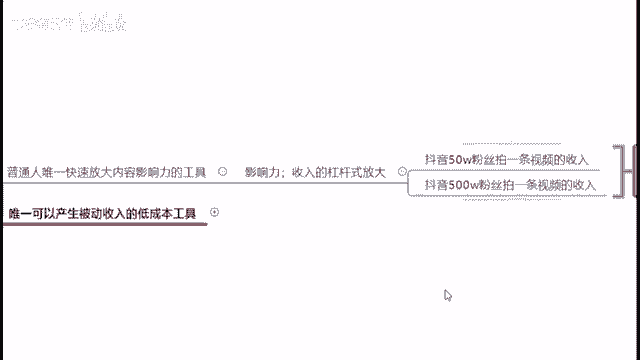 普通人唯一快速放大内容影响力的工具
影响力；收入的杠杆式放大
抖音50w粉丝拍一条视频的收入
抖音500w粉丝拍一条视频的收入
唯一可以产生被动收入的低成本工具